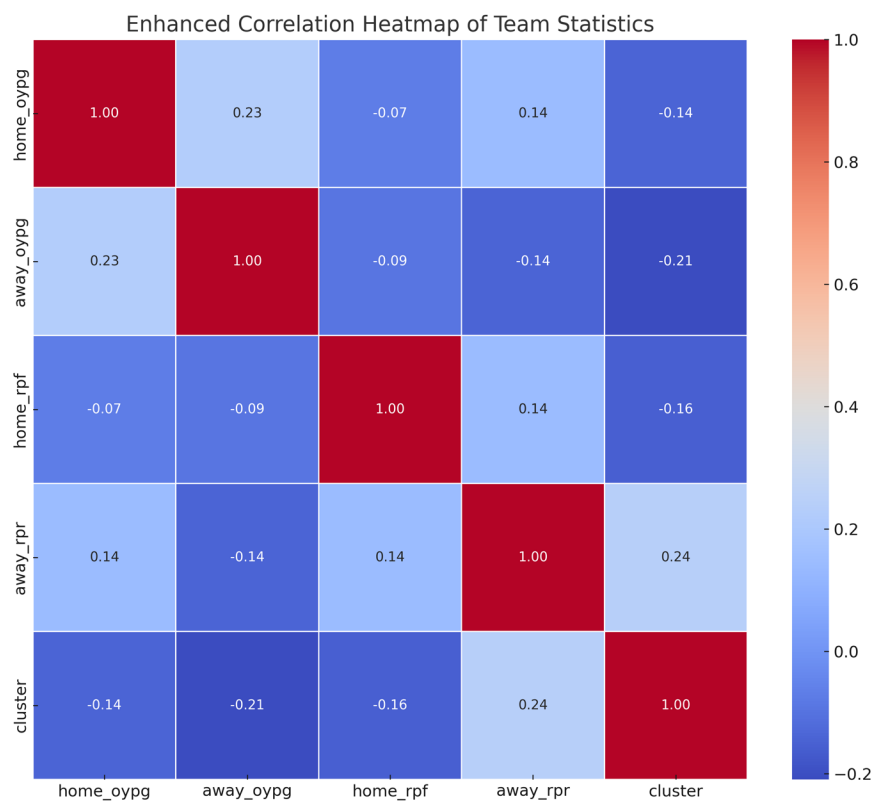 Enhanced Correlation Heatmap of Team Statistics
home_oypg 1.00 0.23 -0.07 0.14 -0.14
away_oypg 0.23 1.00 -0.09 -0.14 -0.21
home_rpf -0.07 -0.09 1.00 0.14 -0.16
away_rpr 0.14 -0.14 0.14 1.00 0.24
cluster -0.14 -0.21 -0.16 0.24 1.00
home_oypg away_oypg home_rpf away_rpr cluster
1.0
0.8
0.6
0.4
0.2
0.0
−0.2